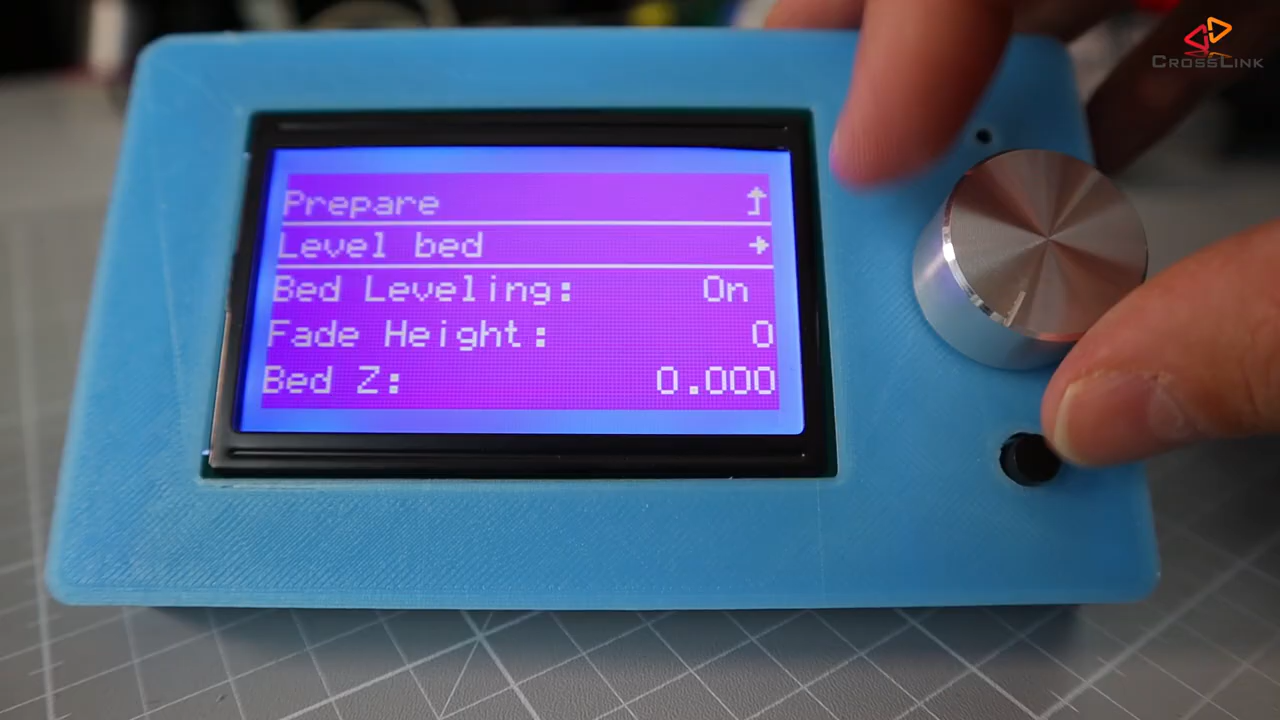 CROSSLINK
Prepare
Level bed
Bed Leveling: On
Fade Height: 0
Bed Z: 0.000